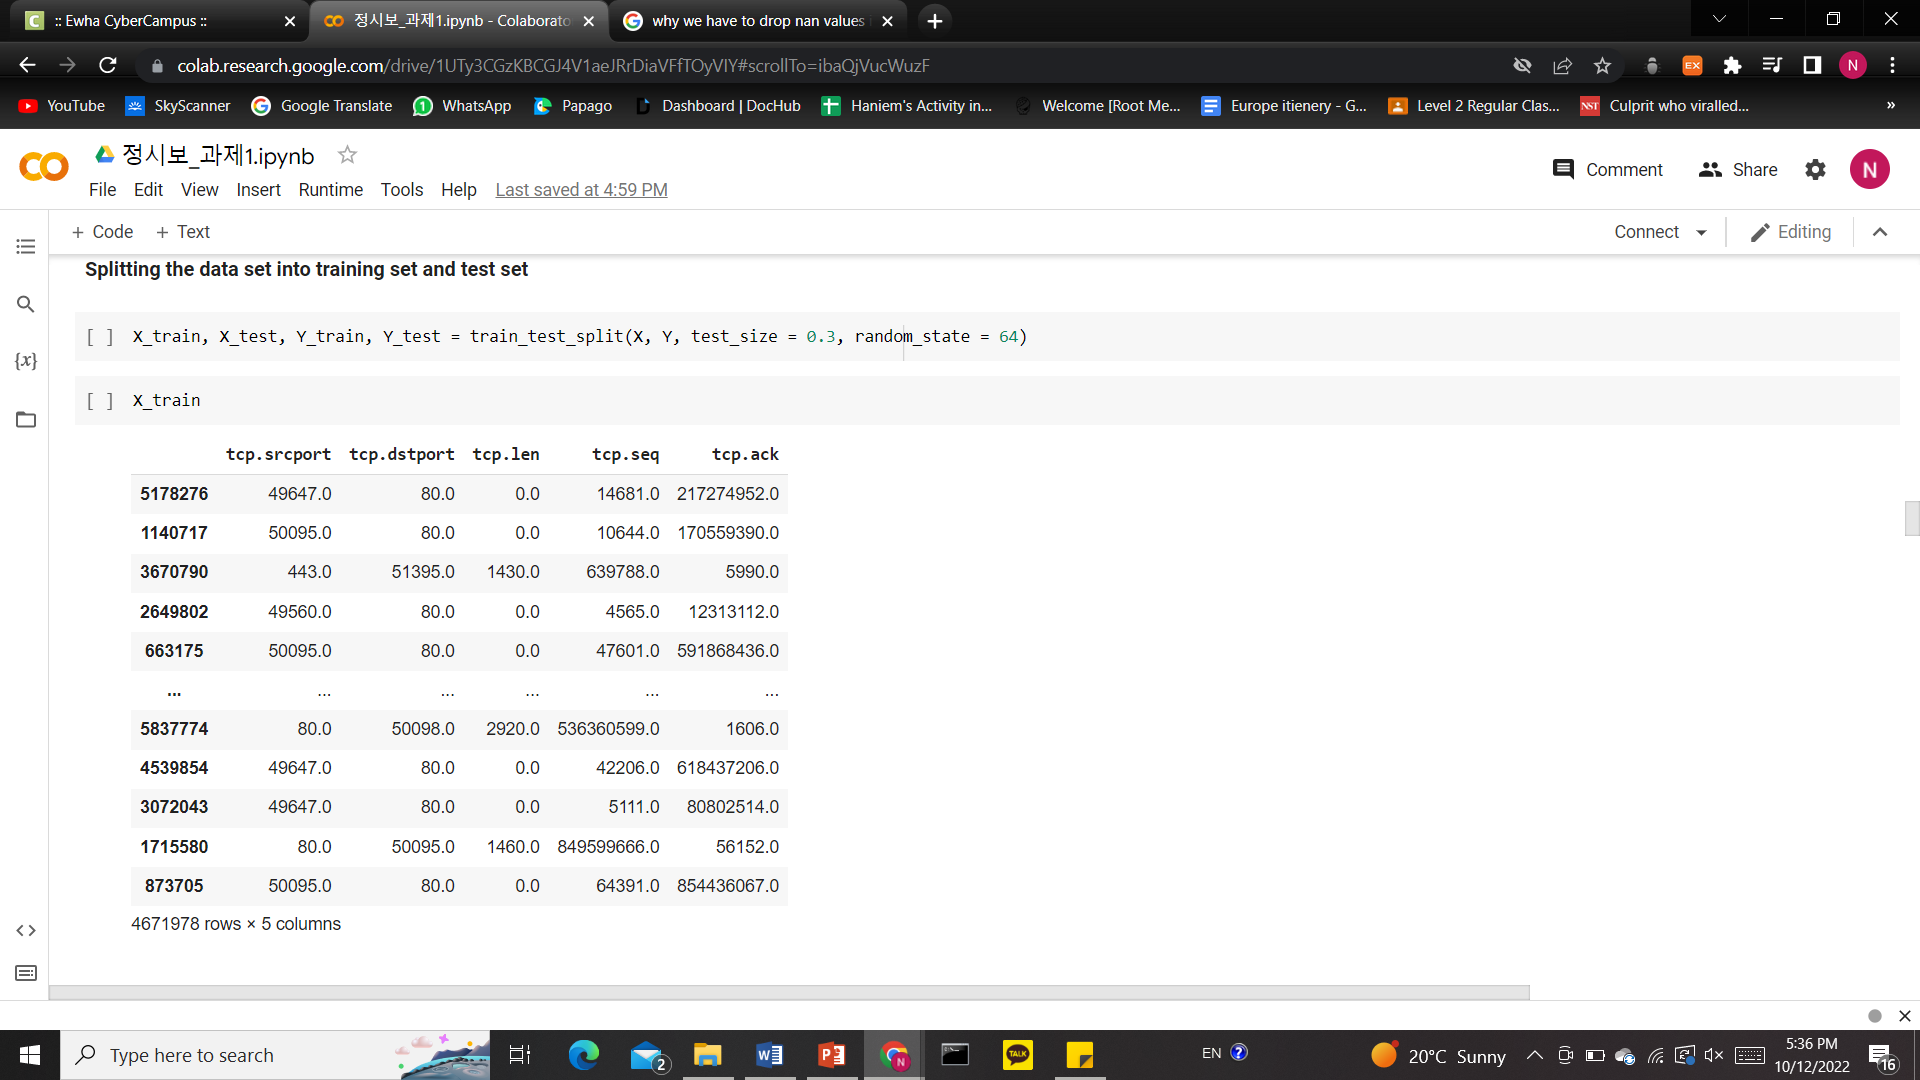 :: Ewha CyberCampus ::
정시보_과제1.ipynb - Colaborato
why we have to drop nan values
colab.research.google.com/drive/1UTy3CGzKBCGJ4V1aeJRrDiaVFfTOyVIY#scrollTo=ibaQjVucWuzF
EX
N
YouTube
SkyScanner
Google Translate
WhatsApp
Papago
Dashboard | DocHub
Haniem's Activity in...
Welcome [Root Me...
Europe itienery - G...
Level 2 Regular Clas...
NST
Culprit who viralled...
»
정시보_과제1.ipynb
File Edit View Insert Runtime Tools Help Last saved at 4:59 PM
Comment
Share
N
+ Code + Text
Connect
Editing
Splitting the data set into training set and test set
[ ] X_train, X_test, Y_train, Y_test = train_test_split(X, Y, test_size = 0.3, random_state = 64)
{x}
[ ] X_train
tcp.srcport tcp.dstport tcp.len tcp.seq tcp.ack
5178276 49647.0 80.0 0.0 14681.0 217274952.0
1140717 50095.0 80.0 0.0 10644.0 170559390.0
3670790 443.0 51395.0 1430.0 639788.0 5990.0
2649802 49560.0 80.0 0.0 4565.0 12313112.0
663175 50095.0 80.0 0.0 47601.0 591868436.0
... ... ... ... ... ...
5837774 80.0 50098.0 2920.0 536360599.0 1606.0
4539854 49647.0 80.0 0.0 42206.0 618437206.0
3072043 49647.0 80.0 0.0 5111.0 80802514.0
1715580 80.0 50095.0 1460.0 849599666.0 56152.0
873705 50095.0 80.0 0.0 64391.0 854436067.0
4671978 rows × 5 columns
Type here to search
2
TALK
EN
20°C Sunny
5:36 PM
10/12/2022
16